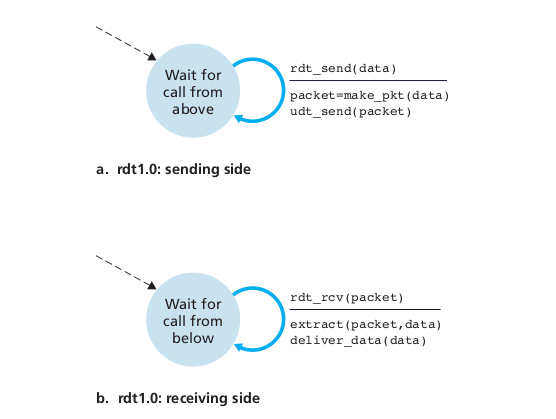 Wait for
call from
above
rdt_send(data)
packet=make_pkt(data)
udt_send(packet)
a. rdt1.0: sending side
Wait for
call from
below
rdt_rcv(packet)
extract(packet,data)
deliver_data(data)
b. rdt1.0: receiving side